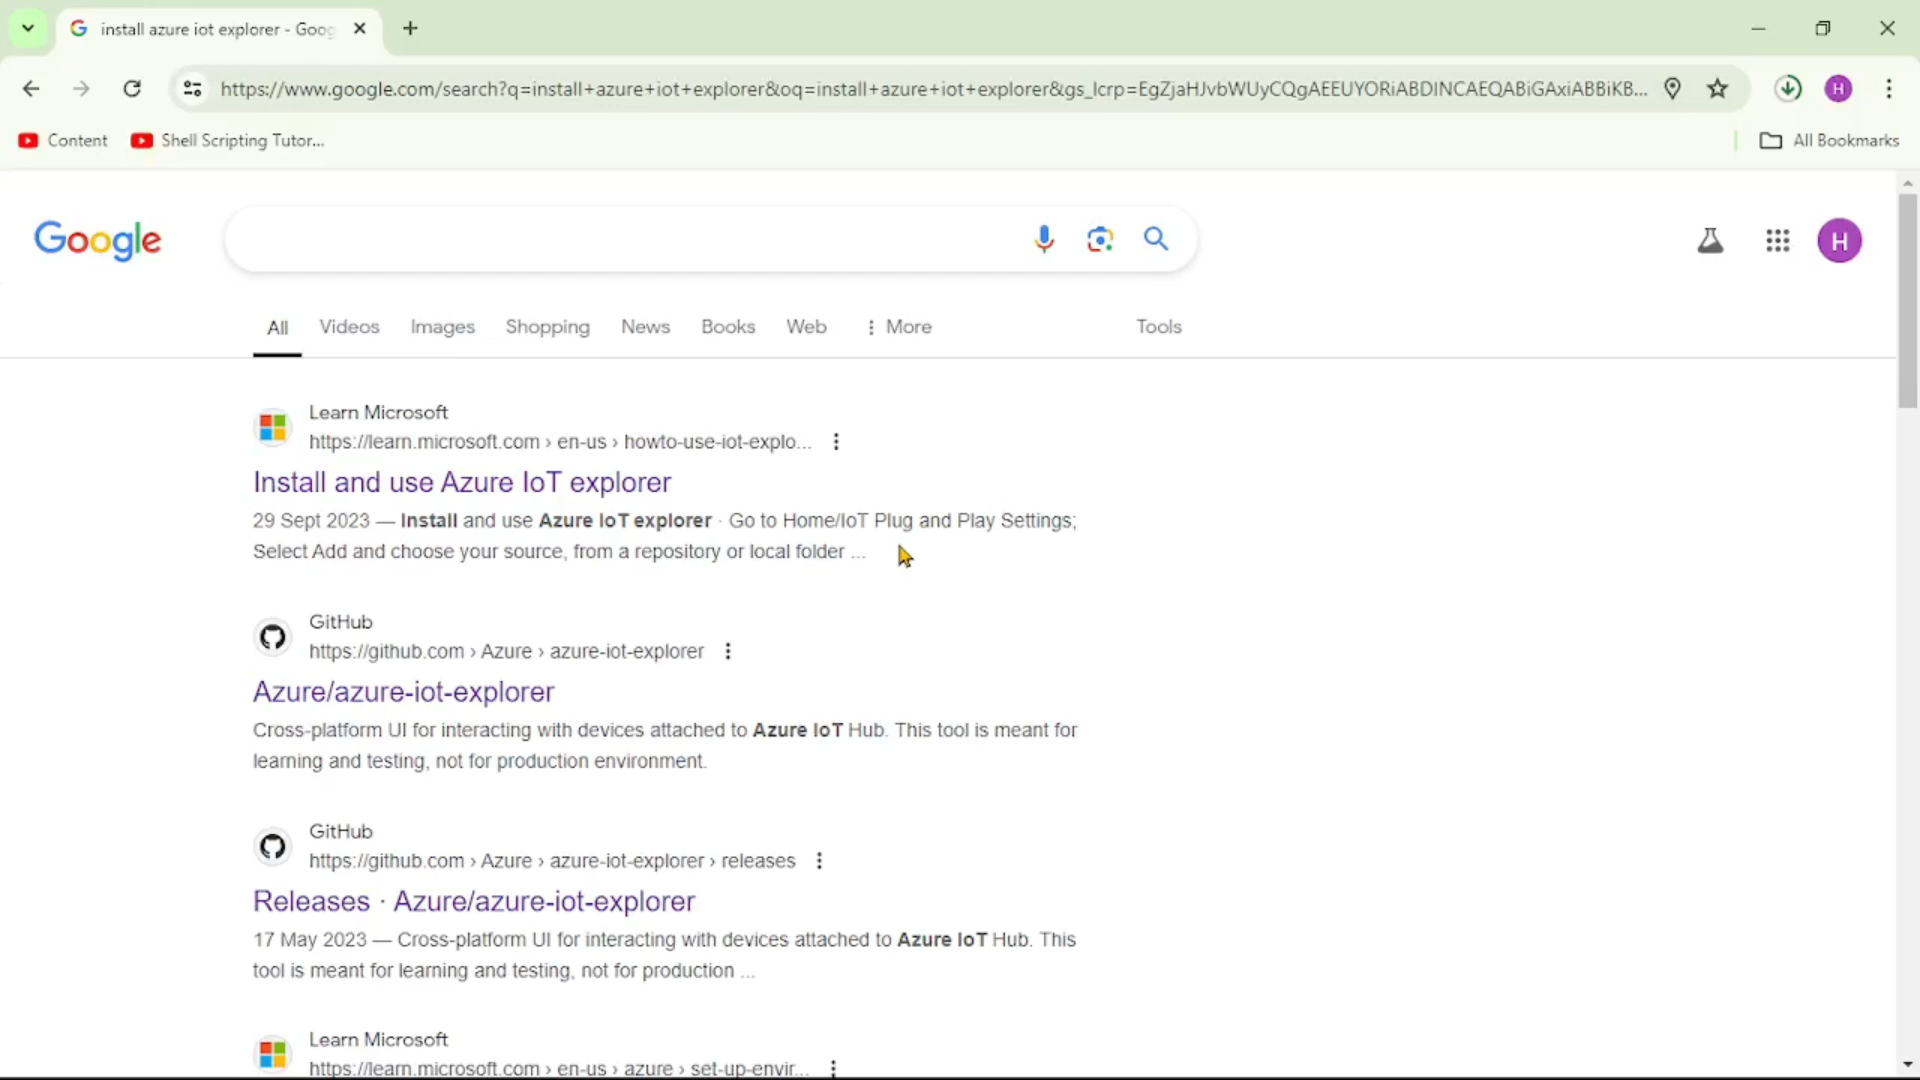 install azure iot explorer - Goog
https://www.google.com/search?q=install+azure+iot+explorer&oq=install+azure+iot+explorer&gs_lcrp=EgZjaHJvbWUyCQgAEEUYORiABDINCAEQABiGAxiABBiKB...
H
Content
Shell Scripting Tutor...
All Bookmarks
Google
H
All
Videos
Images
Shopping
News
Books
Web
More
Tools
Learn Microsoft
https://learn.microsoft.com › en-us › howto-use-iot-explo...
Install and use Azure IoT explorer
29 Sept 2023 — Install and use Azure IoT explorer · Go to Home/IoT Plug and Play Settings;
Select Add and choose your source, from a repository or local folder ...
GitHub
https://github.com › Azure › azure-iot-explorer
Azure/azure-iot-explorer
Cross-platform UI for interacting with devices attached to Azure IoT Hub. This tool is meant for
learning and testing, not for production environment.
GitHub
https://github.com › Azure › azure-iot-explorer › releases
Releases · Azure/azure-iot-explorer
17 May 2023 — Cross-platform UI for interacting with devices attached to Azure IoT Hub. This
tool is meant for learning and testing, not for production ...
Learn Microsoft
https://learn.microsoft.com › en-us › azure › set-up-envir...